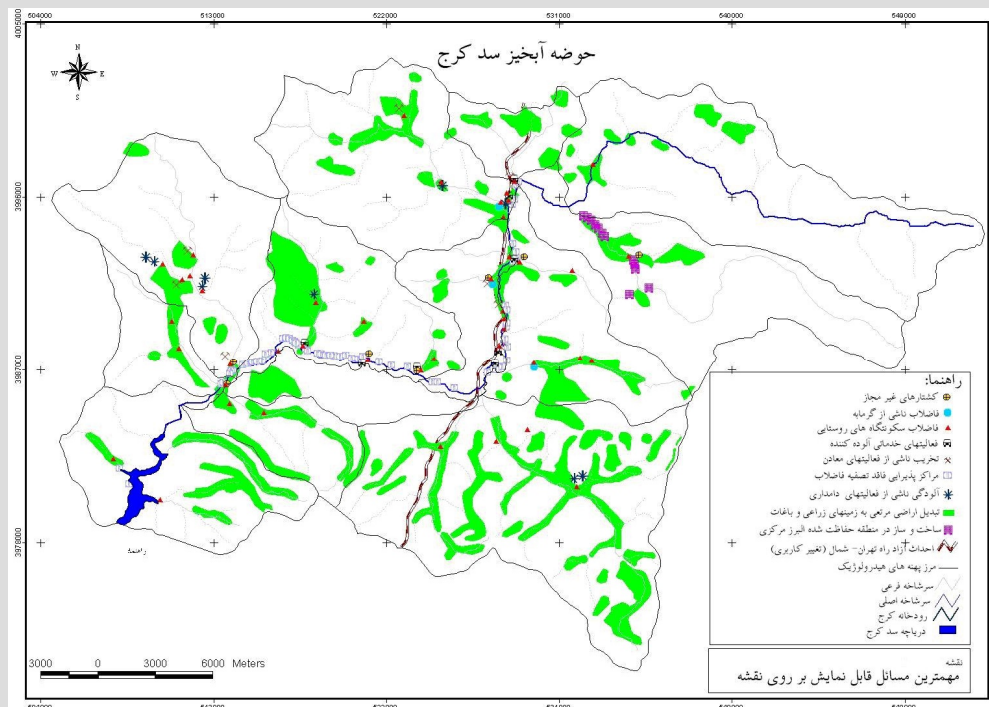 504000 513000 522000 531000 540000 549000
4005000
حوضه آبخیز سد کرج
N
W E
S
3996000
3987000
3978000
راهنما:
کشتارهای غیر مجاز
فاضلاب ناشی از گرمابه
فاضلاب سکونتگاه های روستایی
فعالیتهای خدماتی آلوده کننده
تخریب ناشی از فعالیتهای معادن
مراکز پذیرایی فاقد تصفیه فاضلاب
آلودگی ناشی از فعالیتهای دامداری
تبدیل اراضی مرتعی به زمینهای زراعی و باغات
ساخت و ساز در منطقه حفاظت شده البرز مرکزی
احداث آزاد راه تهران- شمال (تغییر کاربری)
مرز پهنه های هیدرولوژیک
سرشاخه فرعی
سرشاخه اصلی
رودخانه کرج
دریاچه سد کرج
راهنما
3000 0 3000 6000 Meters
نقشه
مهمترین مسائل قابل نمایش بر روی نقشه